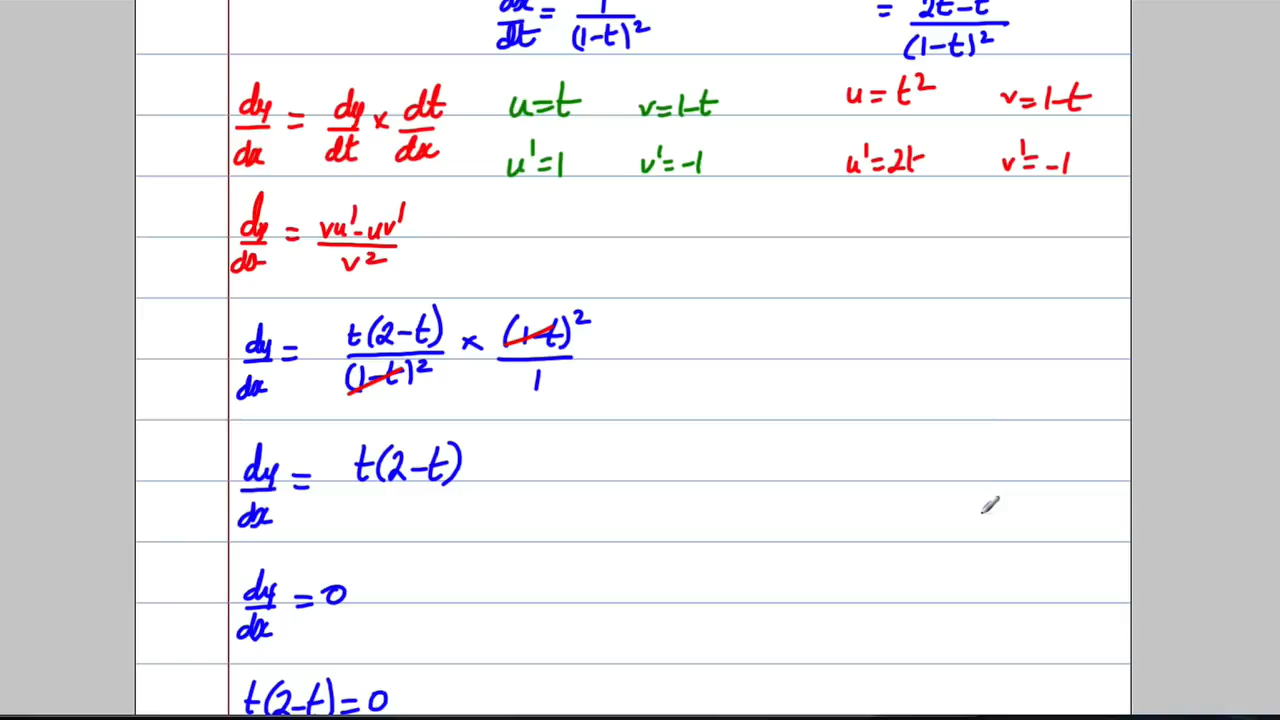 dx/dt = 1/(1-t)² = 2t-t/(1-t)²
dy/dx = dy/dt × dt/dx u=t v=1-t u=t² v=1-t
u'=1 v'=-1 u'=2t v'=-1
dy/dx = vu'-uv'/v²
dy/dx = t(2-t)/(1-t)² × (1-t)²/1
dy/dx = t(2-t)
dy/dx = 0
t(2-t)=0